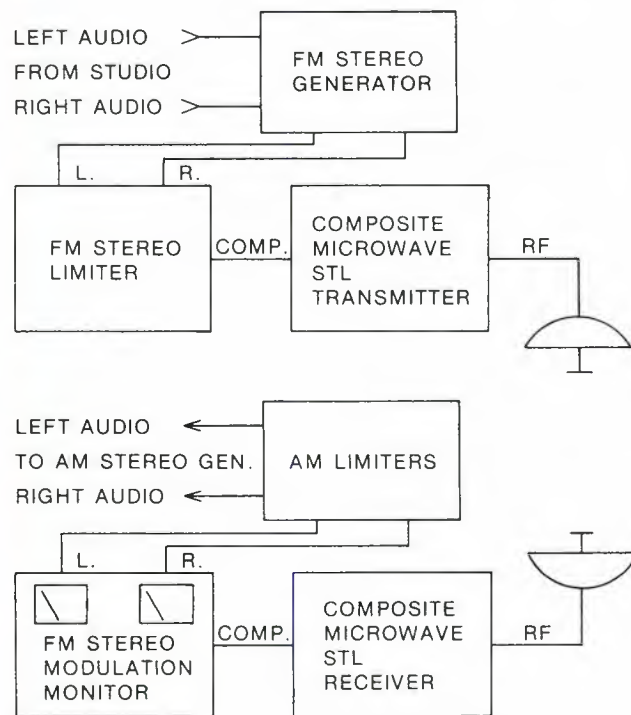 LEFT AUDIO
FROM STUDIO
RIGHT AUDIO
FM STEREO
GENERATOR
L.
R.
FM STEREO
LIMITER
COMP.
COMPOSITE
MICROWAVE
STL
TRANSMITTER
RF
LEFT AUDIO
TO AM STEREO GEN.
RIGHT AUDIO
AM LIMITERS
L.
R.
FM STEREO
MODULATION
MONITOR
COMP.
COMPOSITE
MICROWAVE
STL
RECEIVER
RF